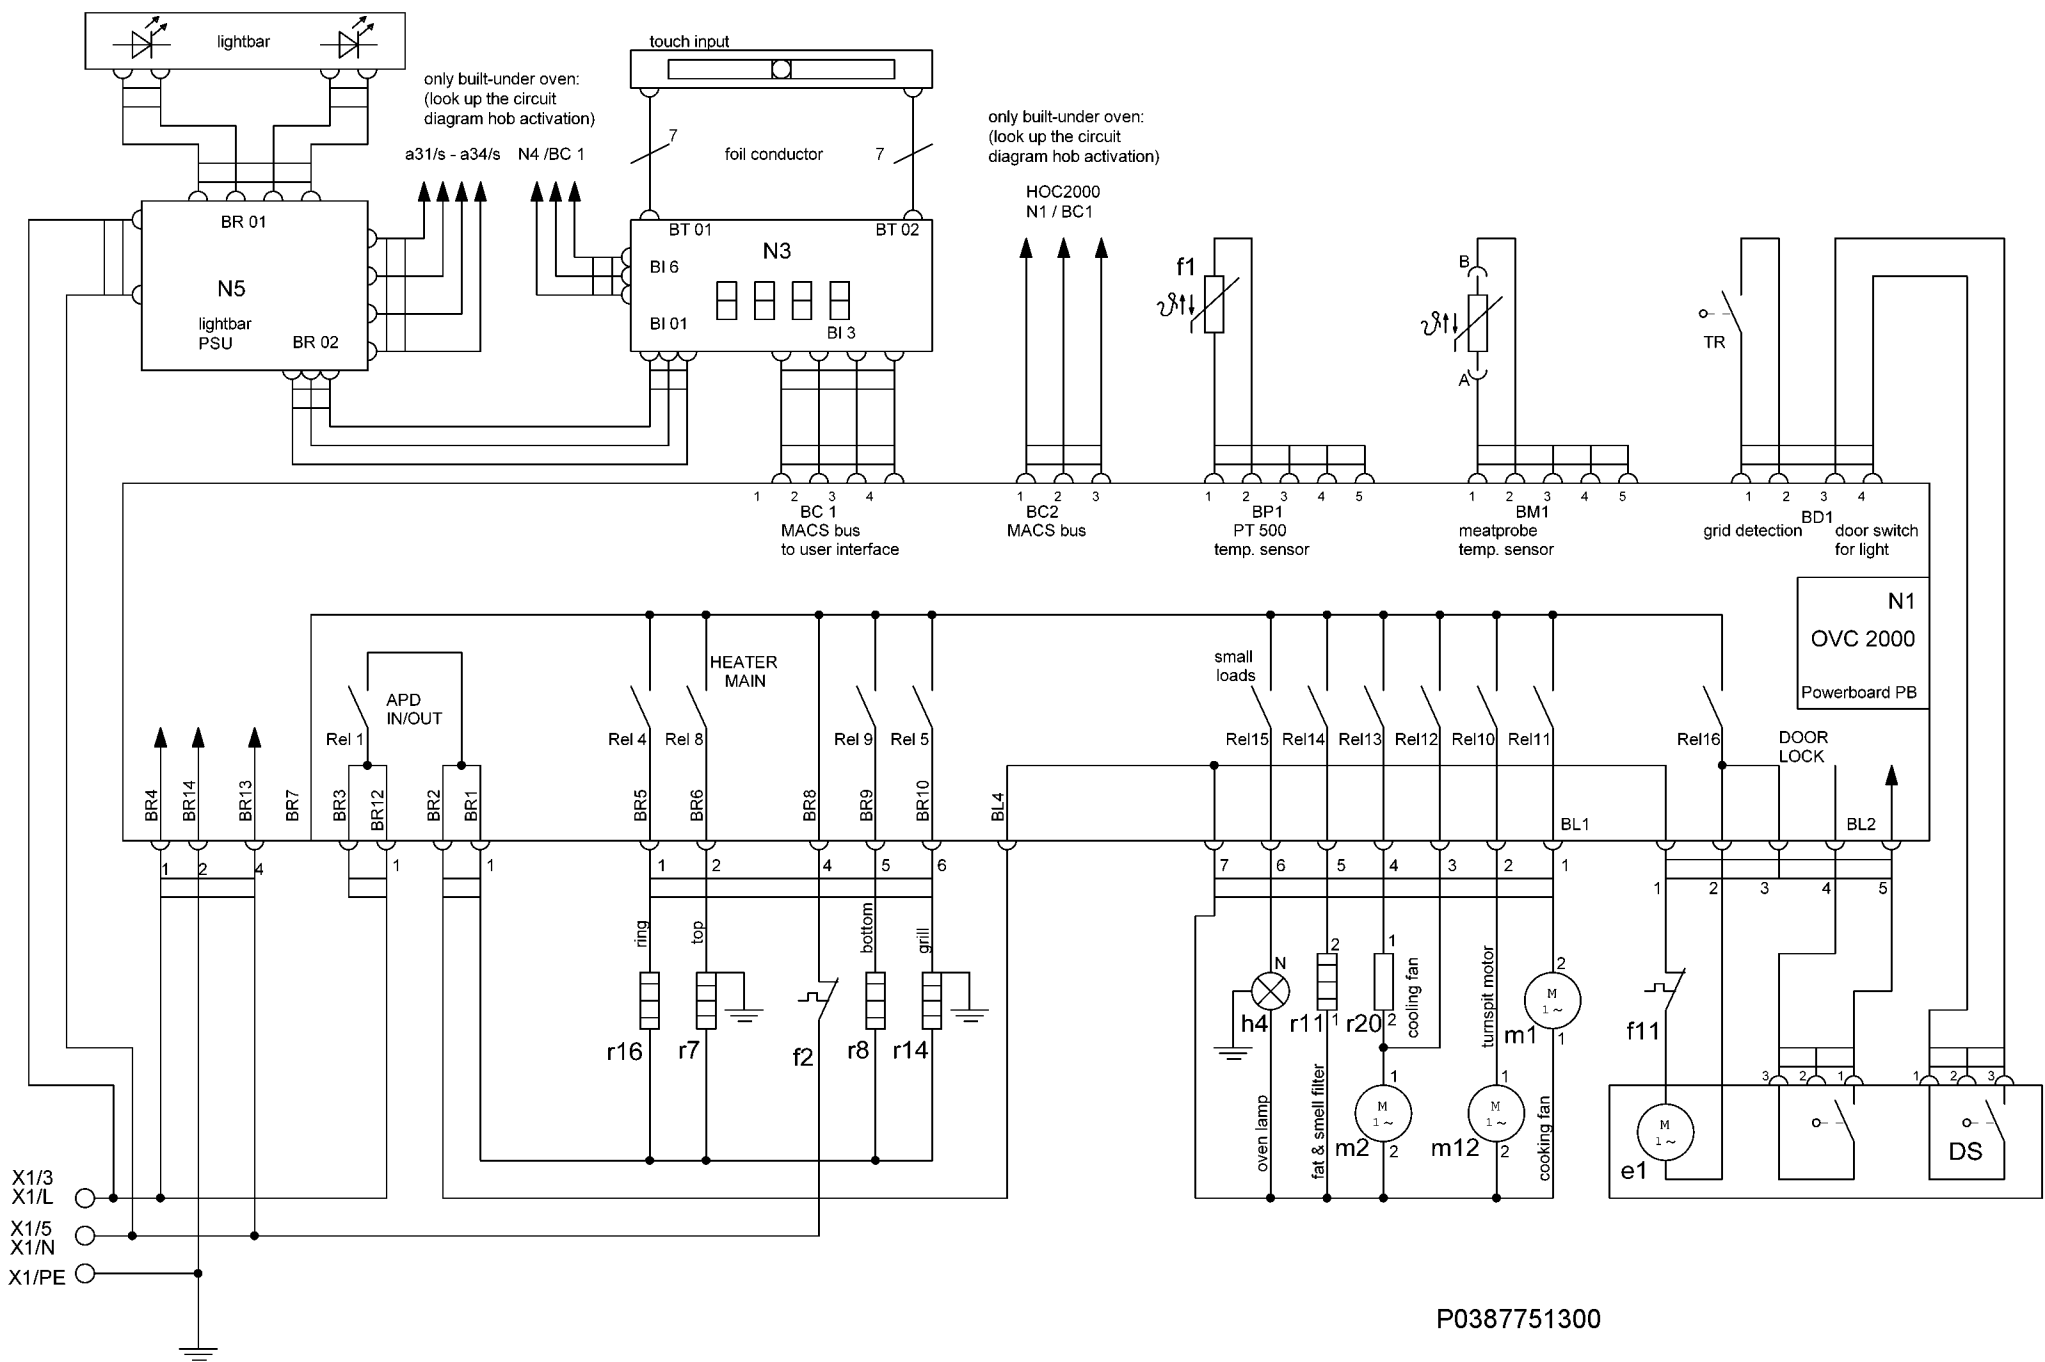 lightbar
touch input
only built-under oven:
(look up the circuit
diagram hob activation)
a31/s - a34/s
N4 /BC 1
7
foil conductor
7
only built-under oven:
(look up the circuit
diagram hob activation)
HOC2000
N1 / BC1
BR 01
N5
lightbar
PSU
BR 02
BT 01
BT 02
N3
BI 6
BI 01
BI 3
f1
B
A
TR
1 2 3 4
BC 1
MACS bus
to user interface
1 2 3
BC2
MACS bus
1 2 3 4 5
BP1
PT 500
temp. sensor
1 2 3 4 5
BM1
meatprobe
temp. sensor
1 2 3 4
BD1
grid detection
door switch
for light
N1
OVC 2000
Powerboard PB
HEATER
MAIN
small
loads
APD
IN/OUT
Rel 1
Rel 4
Rel 8
Rel 9
Rel 5
Rel15
Rel14
Rel13
Rel12
Rel10
Rel11
Rel16
DOOR
LOCK
BR4
BR14
BR13
BR7
BR3
BR12
BR2
BR1
BR5
BR6
BR8
BR9
BR10
BL4
BL1
BL2
1 2 4
1
1
1 2 4 5 6
7 6 5 4 3 2 1
1 2 3 4 5
ring
top
bottom
grill
r16
r7
f2
r8
r14
N
h4
oven lamp
2
r11
1
fat & smell filter
1
r20
2
cooling fan
M
1~
1
m2
2
turnspit motor
M
1~
1
m12
2
2
M
1~
m1
1
cooking fan
f11
M
1~
e1
3 2 1
1 2 3
DS
X1/3
X1/L
X1/5
X1/N
X1/PE
P0387751300